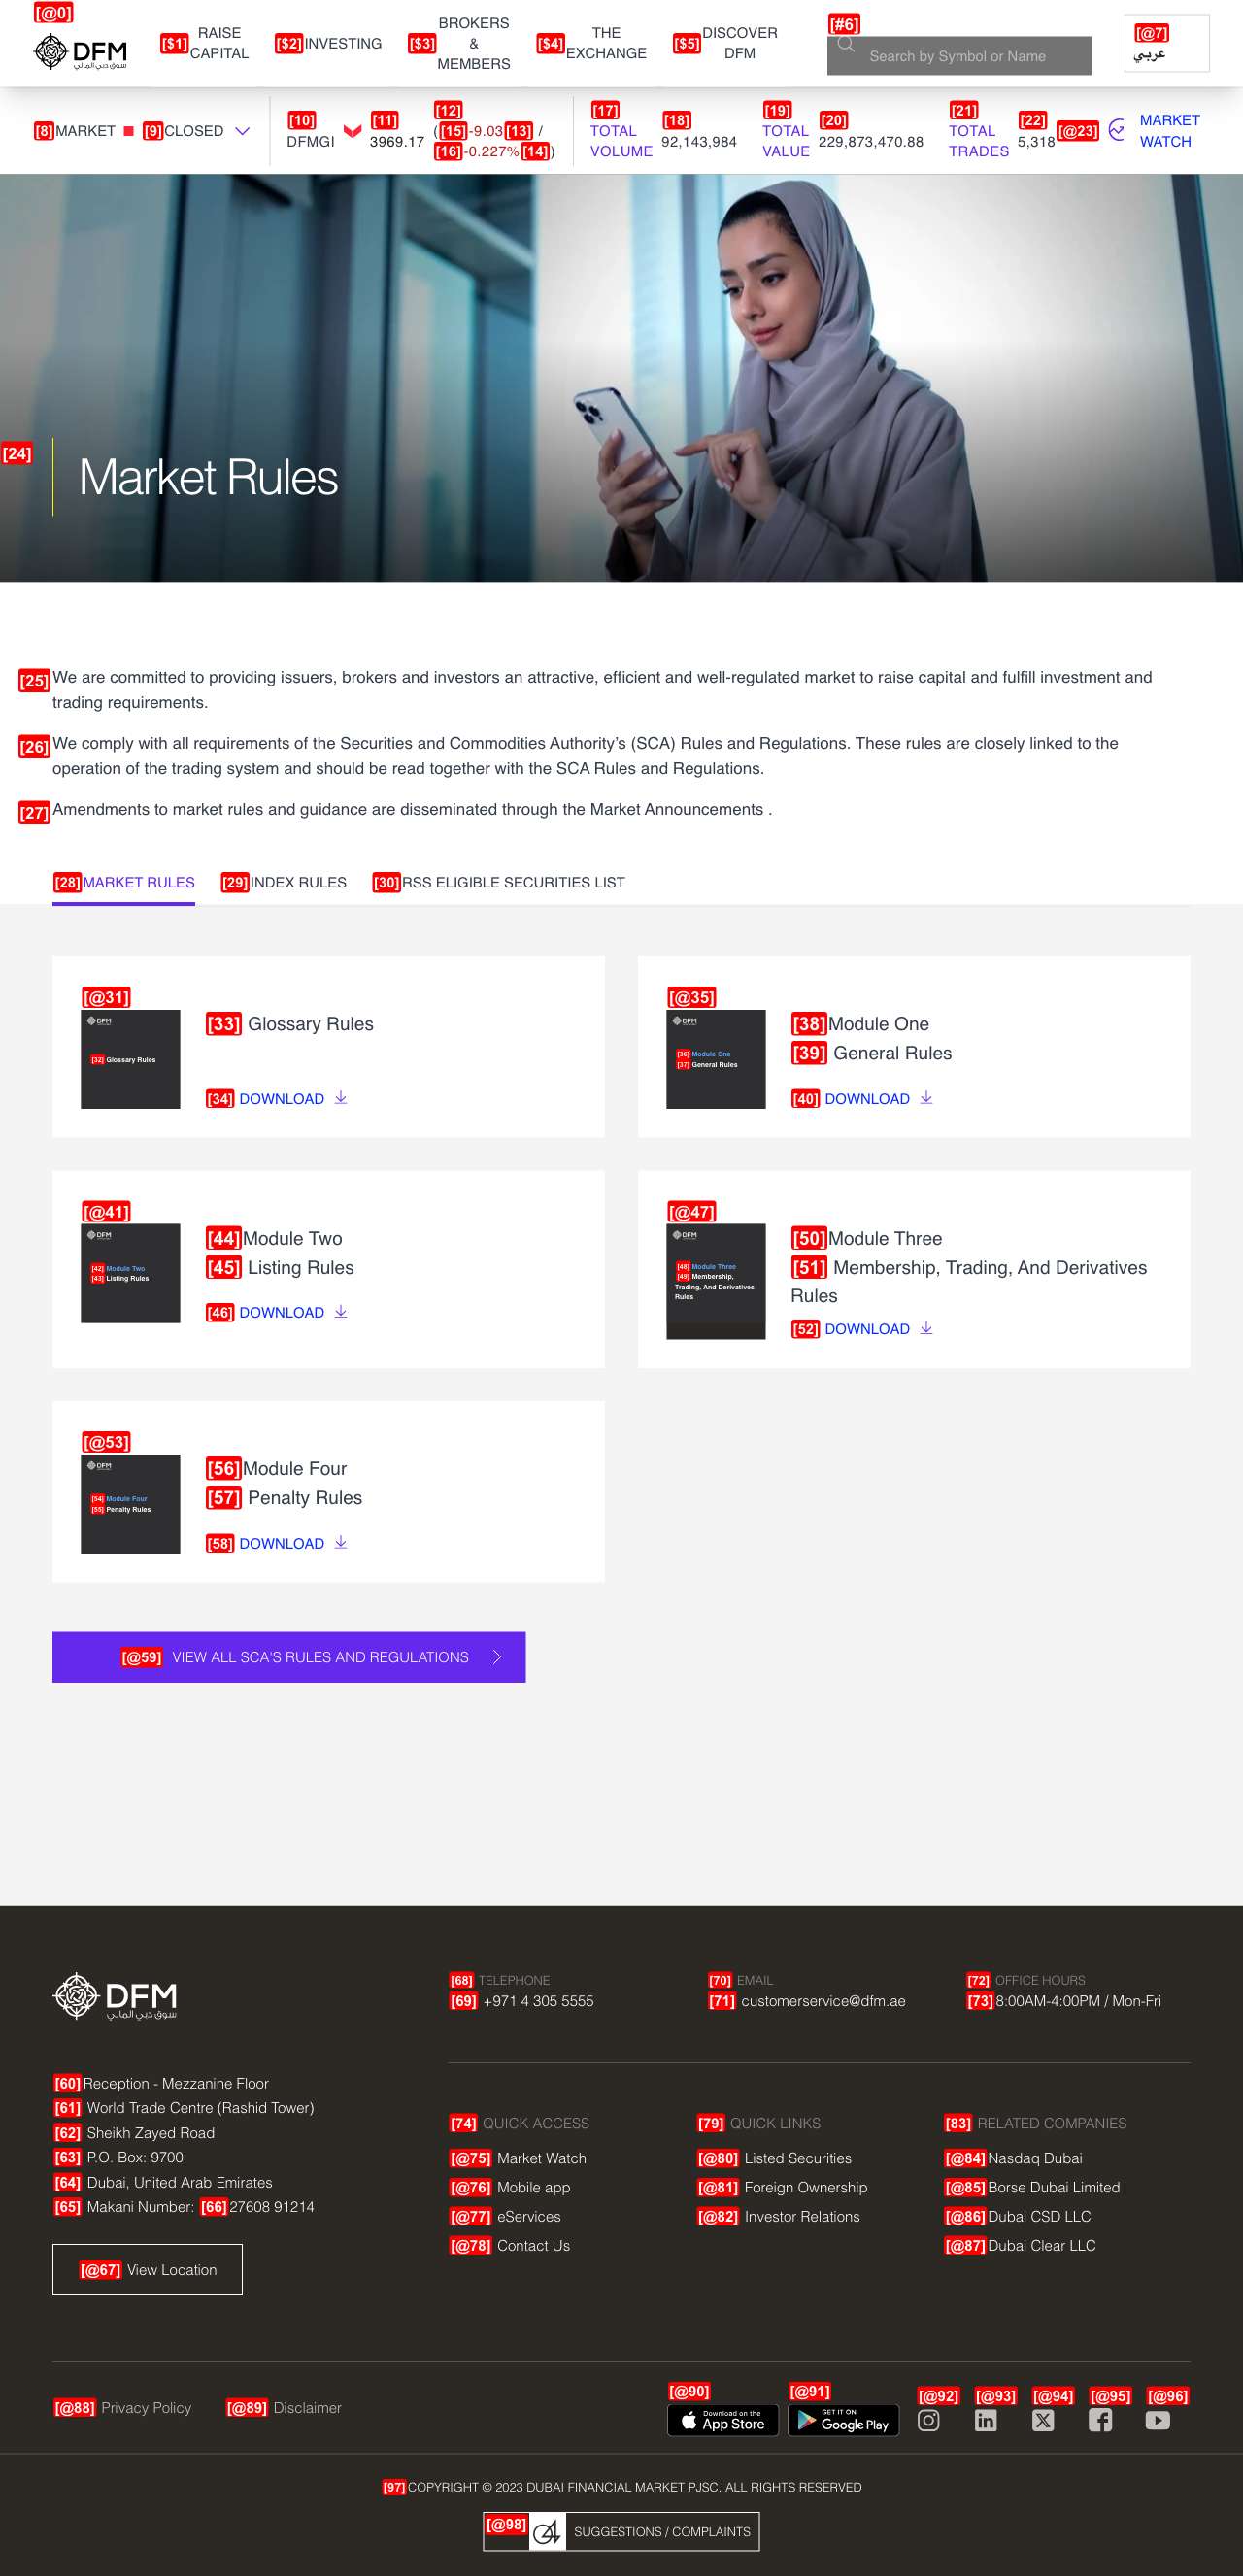 [@0]
DFM
سوق دبي المالي
[$1] RAISE CAPITAL
[$2] INVESTING
[$3] BROKERS & MEMBERS
[$4] THE EXCHANGE
[$5] DISCOVER DFM
[#6] Search by Symbol or Name
[@7] عربي
[8] MARKET [9] CLOSED
[10] DFMGI
[11] 3969.17
[12] ([15] -9.03 [13] / [16] -0.227% [14])
[17] TOTAL VOLUME
[18] 92,143,984
[19] TOTAL VALUE
[20] 229,873,470.88
[21] TOTAL TRADES
[22] 5,318
[@23] MARKET WATCH
[24] Market Rules
[25] We are committed to providing issuers, brokers and investors an attractive, efficient and well-regulated market to raise capital and fulfill investment and
trading requirements.
[26] We comply with all requirements of the Securities and Commodities Authority’s (SCA) Rules and Regulations. These rules are closely linked to the
operation of the trading system and should be read together with the SCA Rules and Regulations.
[27] Amendments to market rules and guidance are disseminated through the Market Announcements .
[28] MARKET RULES [29] INDEX RULES [30] RSS ELIGIBLE SECURITIES LIST
[@31]
DFM
[32] Glossary Rules
[33] Glossary Rules
[34] DOWNLOAD
[@35]
DFM
[36] Module One
[37] General Rules
[38] Module One
[39] General Rules
[40] DOWNLOAD
[@41]
DFM
[42] Module Two
[43] Listing Rules
[44] Module Two
[45] Listing Rules
[46] DOWNLOAD
[@47]
DFM
[48] Module Three
[49] Membership,
Trading, And Derivatives
Rules
[50] Module Three
[51] Membership, Trading, And Derivatives
Rules
[52] DOWNLOAD
[@53]
DFM
[54] Module Four
[55] Penalty Rules
[56] Module Four
[57] Penalty Rules
[58] DOWNLOAD
[@59] VIEW ALL SCA'S RULES AND REGULATIONS
DFM
سوق دبي المالي
[60] Reception - Mezzanine Floor
[61] World Trade Centre (Rashid Tower)
[62] Sheikh Zayed Road
[63] P.O. Box: 9700
[64] Dubai, United Arab Emirates
[65] Makani Number: [66] 27608 91214
[@67] View Location
[68] TELEPHONE
[69] +971 4 305 5555
[70] EMAIL
[71] customerservice@dfm.ae
[72] OFFICE HOURS
[73] 8:00AM-4:00PM / Mon-Fri
[74] QUICK ACCESS
[@75] Market Watch
[@76] Mobile app
[@77] eServices
[@78] Contact Us
[79] QUICK LINKS
[@80] Listed Securities
[@81] Foreign Ownership
[@82] Investor Relations
[83] RELATED COMPANIES
[@84] Nasdaq Dubai
[@85] Borse Dubai Limited
[@86] Dubai CSD LLC
[@87] Dubai Clear LLC
[@88] Privacy Policy [@89] Disclaimer
[@90] Download on the App Store
[@91] GET IT ON Google Play
[@92] [@93] [@94] [@95] [@96]
[97] COPYRIGHT © 2023 DUBAI FINANCIAL MARKET PJSC. ALL RIGHTS RESERVED
[@98] 04 SUGGESTIONS / COMPLAINTS